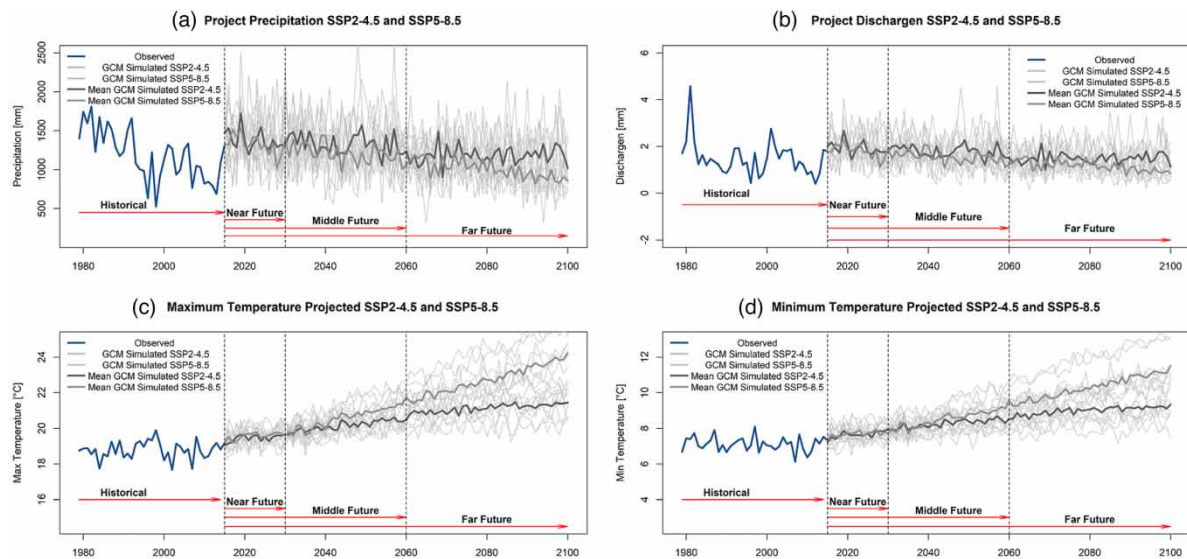 (a) Project Precipitation SSP2-4.5 and SSP5-8.5
Precipitation [mm]
2500
2000
1500
1000
500
Observed
GCM Simulated SSP2-4.5
GCM Simulated SSP5-8.5
Mean GCM Simulated SSP2-4.5
Mean GCM Simulated SSP5-8.5
Historical
Near Future
Middle Future
Far Future
1980 2000 2020 2040 2060 2080 2100
(b) Project Dischargen SSP2-4.5 and SSP5-8.5
Dischargen [mm]
6
4
2
0
-2
Observed
GCM Simulated SSP2-4.5
GCM Simulated SSP5-8.5
Mean GCM Simulated SSP2-4.5
Mean GCM Simulated SSP5-8.5
Historical
Near Future
Middle Future
Far Future
1980 2000 2020 2040 2060 2080 2100
(c) Maximum Temperature Projected SSP2-4.5 and SSP5-8.5
Max Temperature [°C]
24
22
20
18
16
Observed
GCM Simulated SSP2-4.5
GCM Simulated SSP5-8.5
Mean GCM Simulated SSP2-4.5
Mean GCM Simulated SSP5-8.5
Historical
Near Future
Middle Future
Far Future
1980 2000 2020 2040 2060 2080 2100
(d) Minimum Temperature Projected SSP2-4.5 and SSP5-8.5
Min Temperature [°C]
12
10
8
6
4
Observed
GCM Simulated SSP2-4.5
GCM Simulated SSP5-8.5
Mean GCM Simulated SSP2-4.5
Mean GCM Simulated SSP5-8.5
Historical
Near Future
Middle Future
Far Future
1980 2000 2020 2040 2060 2080 2100